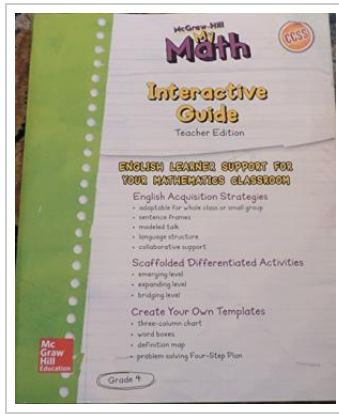 McGraw-Hill
My
Math
CCSS
Interactive
Guide
Teacher Edition
ENGLISH LEARNER SUPPORT FOR
YOUR MATHEMATICS CLASSROOM
English Acquisition Strategies
• adaptable for whole class or small group
• sentence frames
• modeled talk
• language structure
• collaborative support
Scaffolded Differentiated Activities
• emerging level
• expanding level
• bridging level
Create Your Own Templates
• three-column chart
• word boxes
• definition map
• problem solving Four-Step Plan
Mc
Graw
Hill
Education
Grade 4